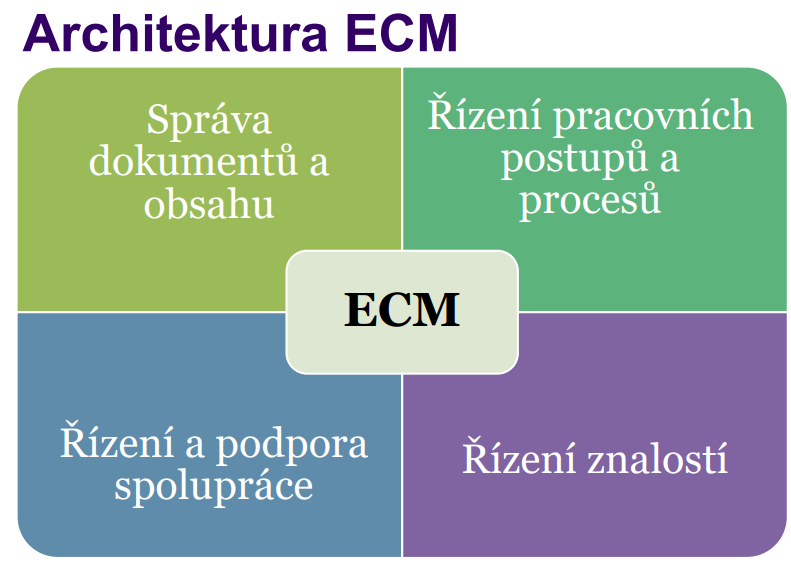 Architektura ECM
Správa
dokumentů a
obsahu
Řízení pracovních
postupů a
procesů
ECM
Řízení a podpora
spolupráce
Řízení znalostí